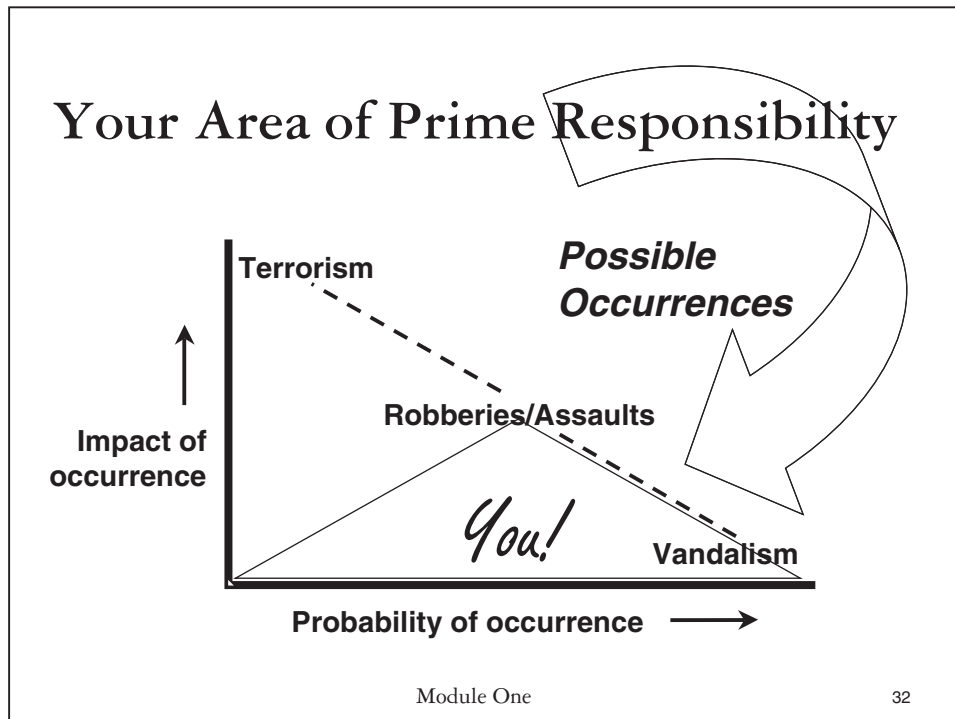 Your Area of Prime Responsibility
Possible
Occurrences
Terrorism
Robberies/Assaults
Impact of
occurrence
You!
Vandalism
Probability of occurrence
Module One
32